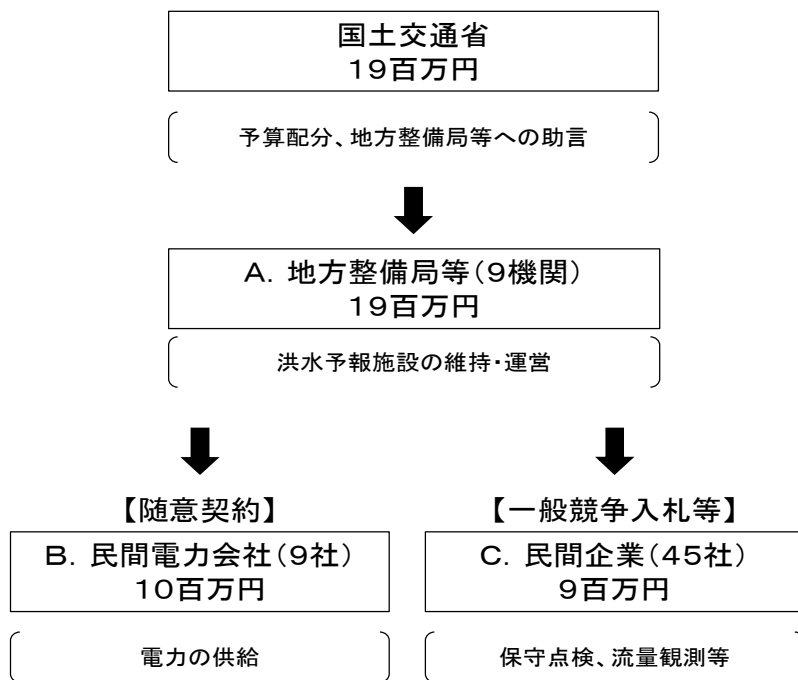 国土交通省
19百万円
予算配分、地方整備局等への助言
A. 地方整備局等(9機関)
19百万円
洪水予報施設の維持・運営
【随意契約】
B. 民間電力会社(9社)
10百万円
電力の供給
【一般競争入札等】
C. 民間企業(45社)
9百万円
保守点検、流量観測等